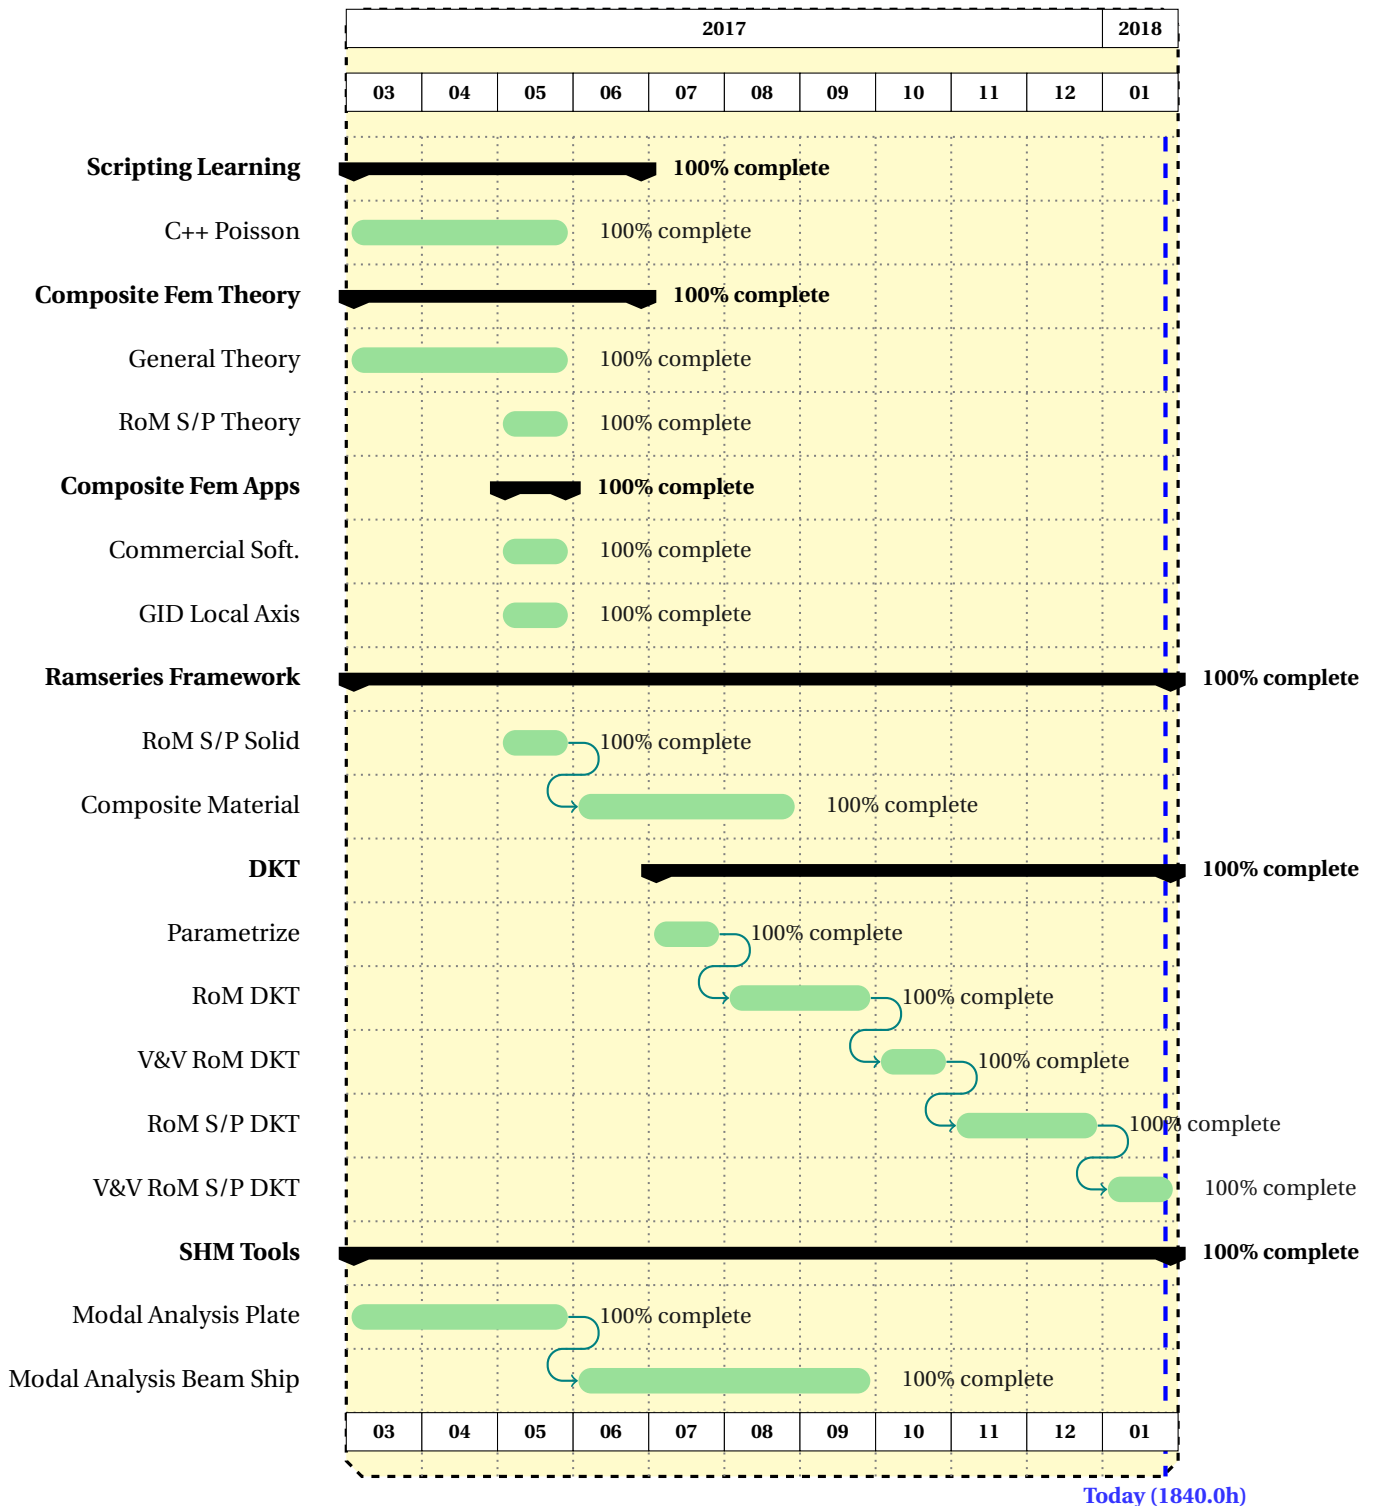 2017 2018
03 04 05 06 07 08 09 10 11 12 01
Scripting Learning 100% complete
C++ Poisson 100% complete
Composite Fem Theory 100% complete
General Theory 100% complete
RoM S/P Theory 100% complete
Composite Fem Apps 100% complete
Commercial Soft. 100% complete
GID Local Axis 100% complete
Ramseries Framework 100% complete
RoM S/P Solid 100% complete
Composite Material 100% complete
DKT 100% complete
Parametrize 100% complete
RoM DKT 100% complete
V&V RoM DKT 100% complete
RoM S/P DKT 100% complete
V&V RoM S/P DKT 100% complete
SHM Tools 100% complete
Modal Analysis Plate 100% complete
Modal Analysis Beam Ship 100% complete
03 04 05 06 07 08 09 10 11 12 01
Today (1840.0h)